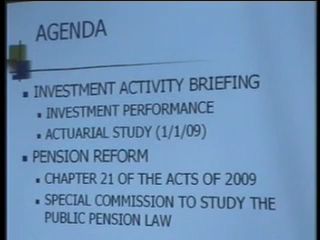 AGENDA
INVESTMENT ACTIVITY BRIEFING
INVESTMENT PERFORMANCE
ACTUARIAL STUDY (1/1/09)
PENSION REFORM
CHAPTER 21 OF THE ACTS OF 2009
SPECIAL COMMISSION TO STUDY THE
PUBLIC PENSION LAW